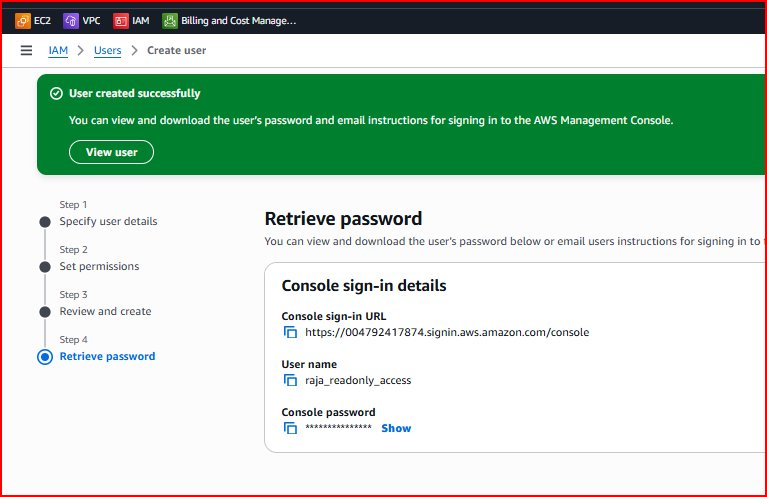 EC2 VPC IAM Billing and Cost Manage...
IAM > Users > Create user
User created successfully
You can view and download the user's password and email instructions for signing in to the AWS Management Console.
View user
Step 1
Specify user details
Step 2
Set permissions
Step 3
Review and create
Step 4
Retrieve password
Retrieve password
You can view and download the user's password below or email users instructions for signing in to
Console sign-in details
Console sign-in URL
https://004792417874.signin.aws.amazon.com/console
User name
raja_readonly_access
Console password
*************** Show